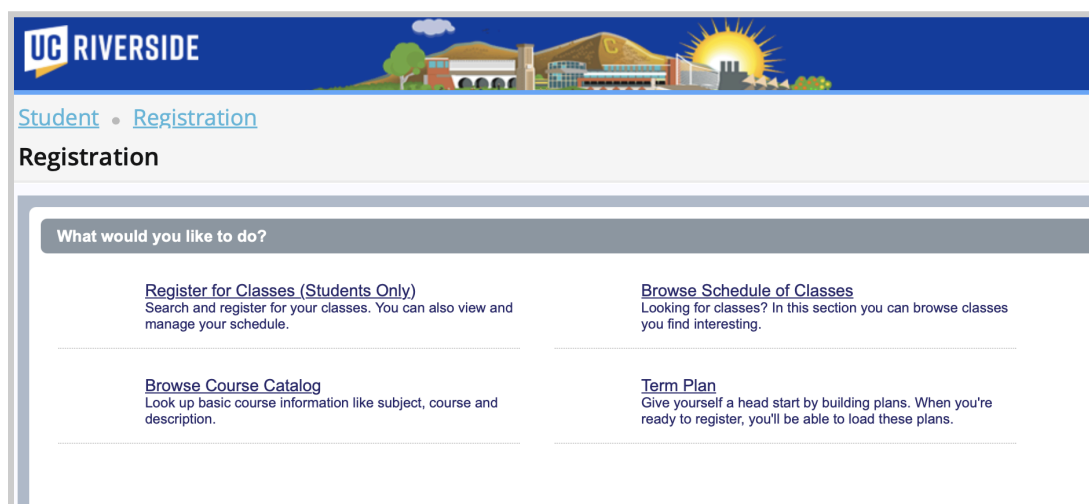 UC RIVERSIDE
C
Student • Registration
Registration
What would you like to do?
Register for Classes (Students Only)
Search and register for your classes. You can also view and
manage your schedule.
Browse Schedule of Classes
Looking for classes? In this section you can browse classes
you find interesting.
Browse Course Catalog
Look up basic course information like subject, course and
description.
Term Plan
Give yourself a head start by building plans. When you're
ready to register, you'll be able to load these plans.